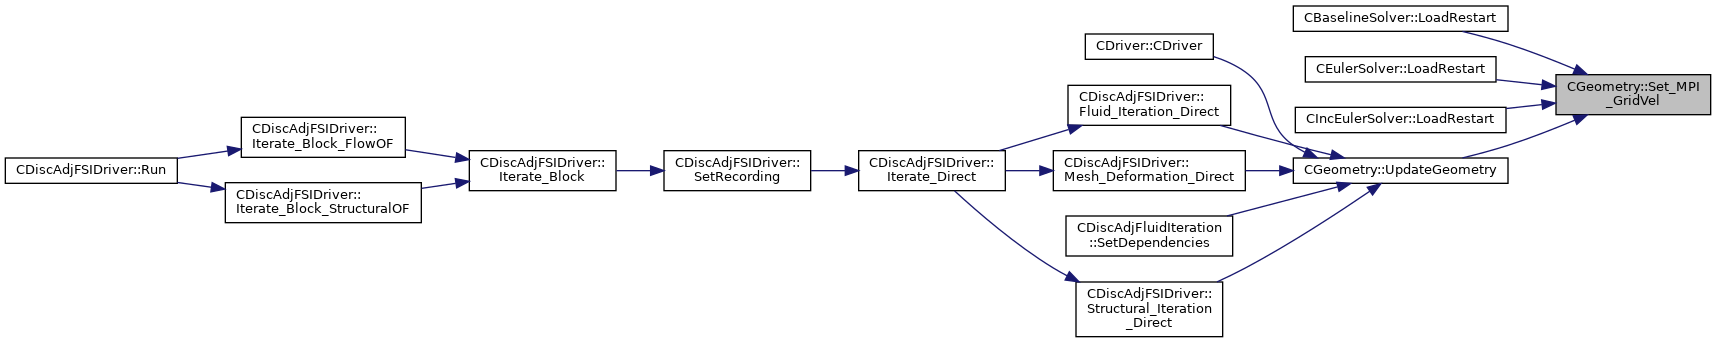 CDiscAdjFSIDriver::Run
CDiscAdjFSIDriver::
Iterate_Block_FlowOF
CDiscAdjFSIDriver::
Iterate_Block_StructuralOF
CDiscAdjFSIDriver::
Iterate_Block
CDiscAdjFSIDriver::
SetRecording
CDiscAdjFSIDriver::
Iterate_Direct
CDriver::CDriver
CDiscAdjFSIDriver::
Fluid_Iteration_Direct
CDiscAdjFSIDriver::
Mesh_Deformation_Direct
CDiscAdjFluidIteration
::SetDependencies
CDiscAdjFSIDriver::
Structural_Iteration
_Direct
CBaselineSolver::LoadRestart
CEulerSolver::LoadRestart
CIncEulerSolver::LoadRestart
CGeometry::UpdateGeometry
CGeometry::Set_MPI
_GridVel